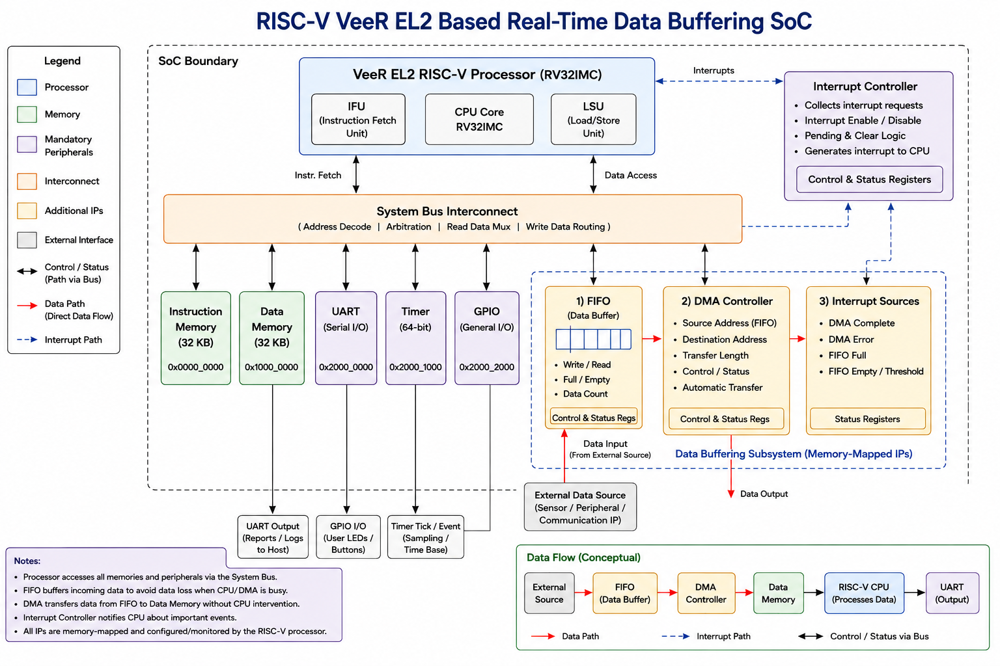 RISC-V VeeR EL2 Based Real-Time Data Buffering SoC
Legend
Processor
Memory
Mandatory
Peripherals
Interconnect
Additional IPs
External Interface
Control / Status
(Path via Bus)
Data Path
(Direct Data Flow)
Interrupt Path
SoC Boundary
VeeR EL2 RISC-V Processor (RV32IMC)
IFU
(Instruction Fetch
Unit)
CPU Core
RV32IMC
LSU
(Load/Store
Unit)
Interrupts
Interrupt Controller
• Collects interrupt requests
• Interrupt Enable / Disable
• Pending & Clear Logic
• Generates interrupt to CPU
Control & Status Registers
Instr. Fetch
Data Access
System Bus Interconnect
( Address Decode | Arbitration | Read Data Mux | Write Data Routing )
Instruction
Memory
(32 KB)
0x0000_0000
Data
Memory
(32 KB)
0x1000_0000
UART
(Serial I/O)
0x2000_0000
Timer
(64-bit)
0x2000_1000
GPIO
(General I/O)
0x2000_2000
1) FIFO
(Data Buffer)
• Write / Read
• Full / Empty
• Data Count
Control & Status Regs
2) DMA Controller
• Source Address (FIFO)
• Destination Address
• Transfer Length
• Control / Status
• Automatic Transfer
Control & Status Regs
3) Interrupt Sources
• DMA Complete
• DMA Error
• FIFO Full
• FIFO Empty / Threshold
Status Registers
Data Input
(From External Source)
Data Buffering Subsystem (Memory-Mapped IPs)
External Data Source
(Sensor / Peripheral /
Communication IP)
Data Output
UART Output
(Reports / Logs
to Host)
GPIO I/O
(User LEDs /
Buttons)
Timer Tick / Event
(Sampling /
Time Base)
Notes:
• Processor accesses all memories and peripherals via the System Bus.
• FIFO buffers incoming data to avoid data loss when CPU/DMA is busy.
• DMA transfers data from FIFO to Data Memory without CPU intervention.
• Interrupt Controller notifies CPU about important events.
• All IPs are memory-mapped and configured/monitored by the RISC-V processor.
Data Flow (Conceptual)
External
Source
FIFO
(Data Buffer)
DMA
Controller
Data
Memory
RISC-V CPU
(Processes Data)
UART
(Output)
Data Path
Interrupt Path
Control / Status via Bus